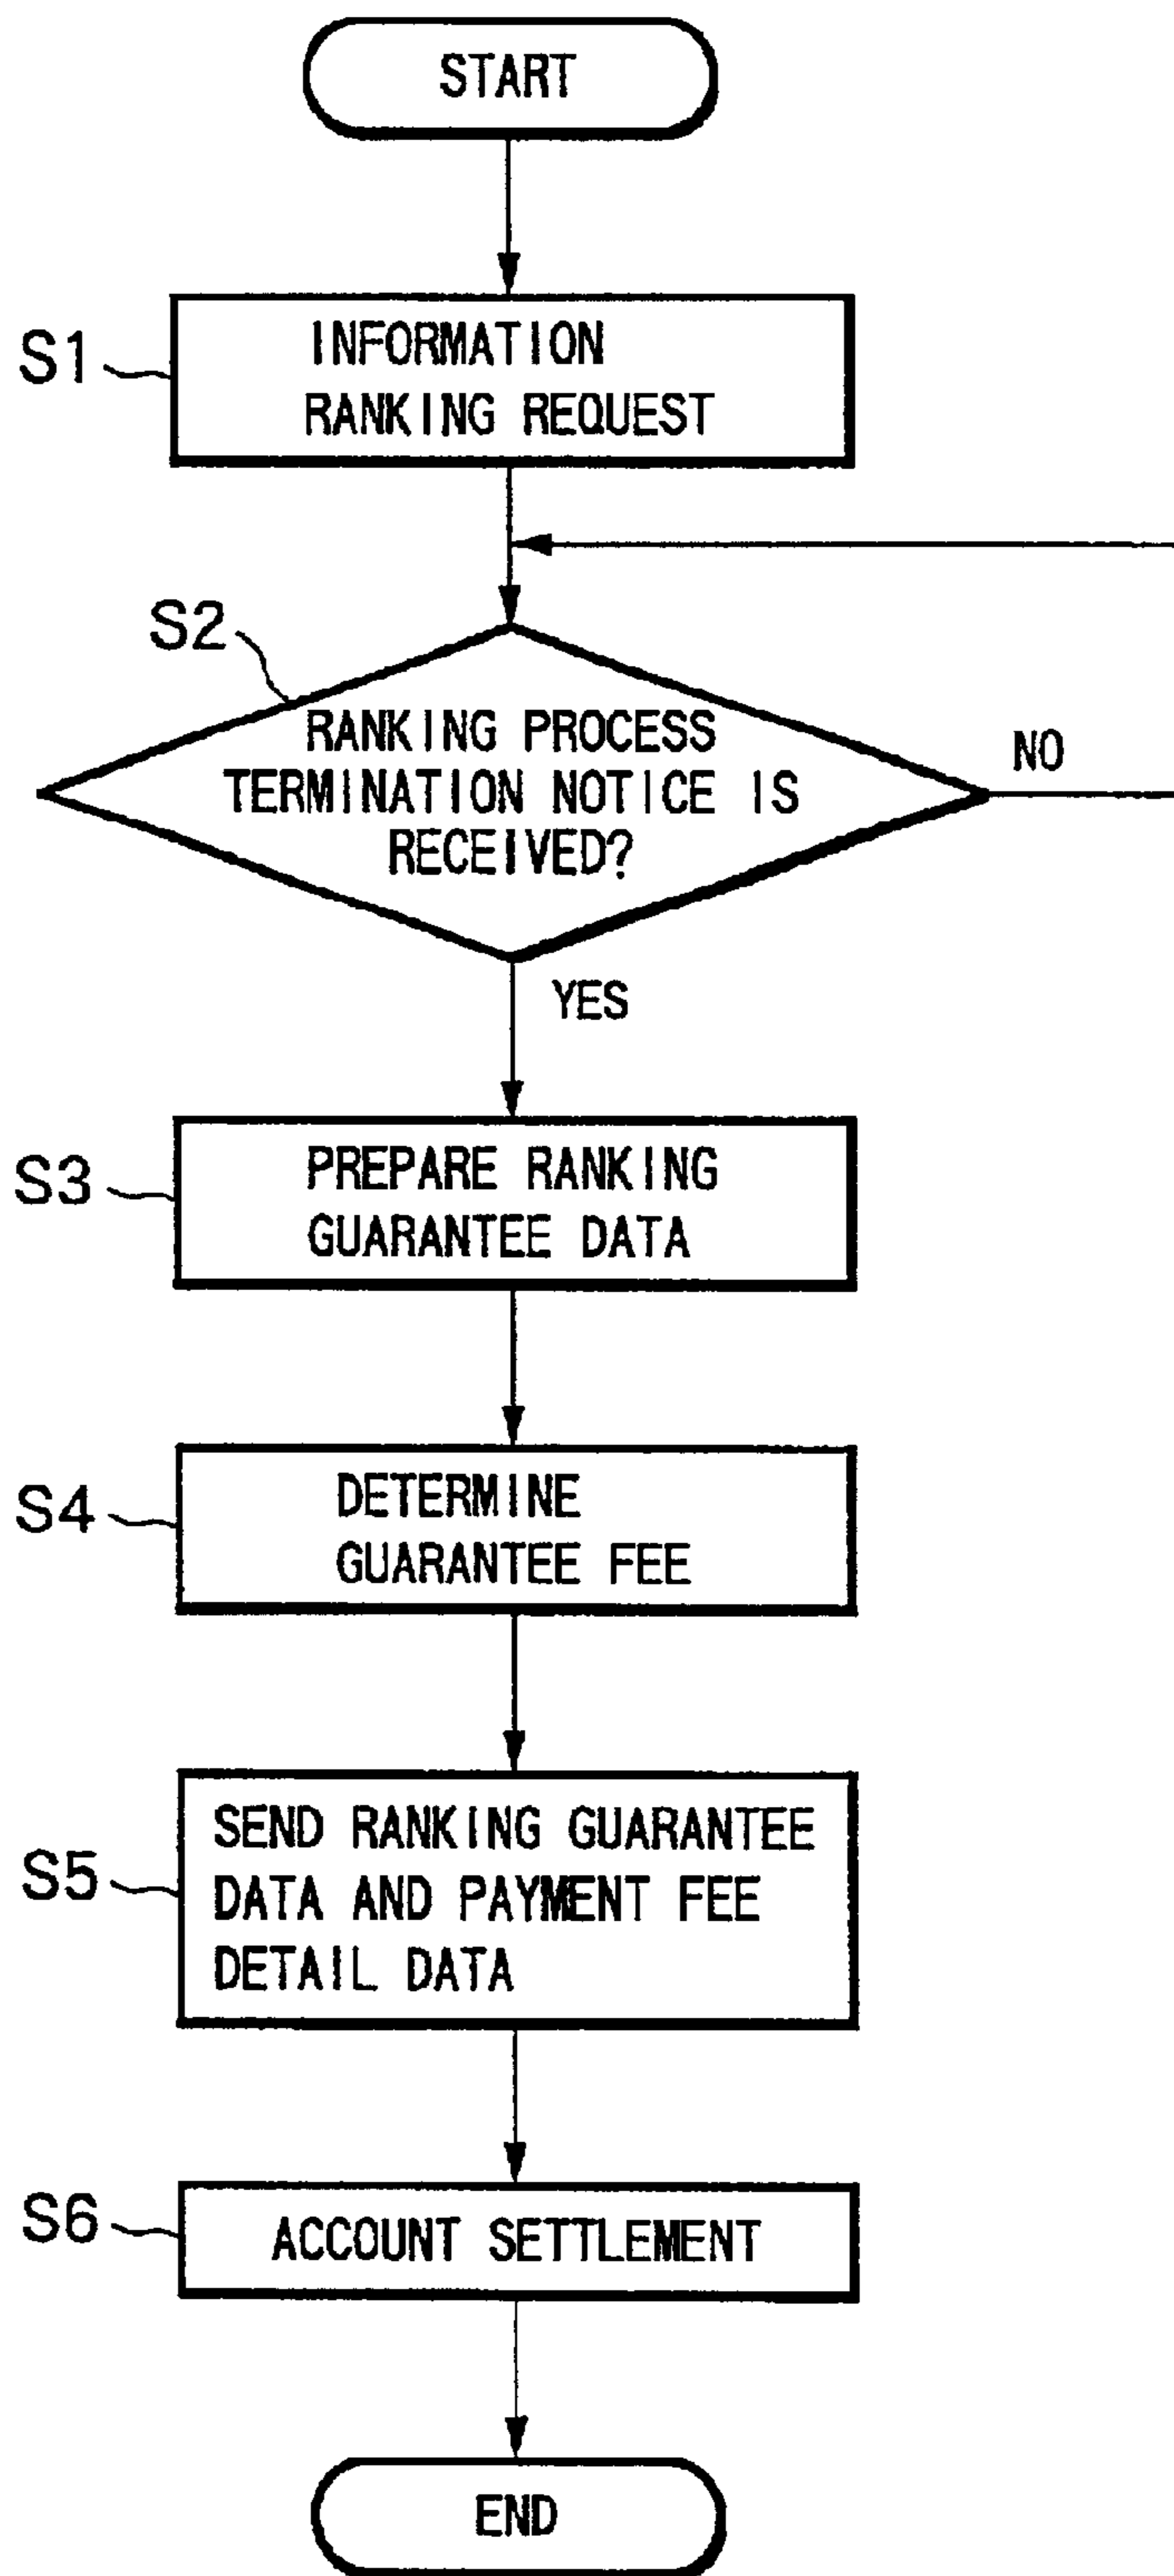 START
S1
INFORMATION
RANKING REQUEST
S2
RANKING PROCESS
TERMINATION NOTICE IS
RECEIVED?
NO
YES
S3
PREPARE RANKING
GUARANTEE DATA
S4
DETERMINE
GUARANTEE FEE
S5
SEND RANKING GUARANTEE
DATA AND PAYMENT FEE
DETAIL DATA
S6
ACCOUNT SETTLEMENT
END